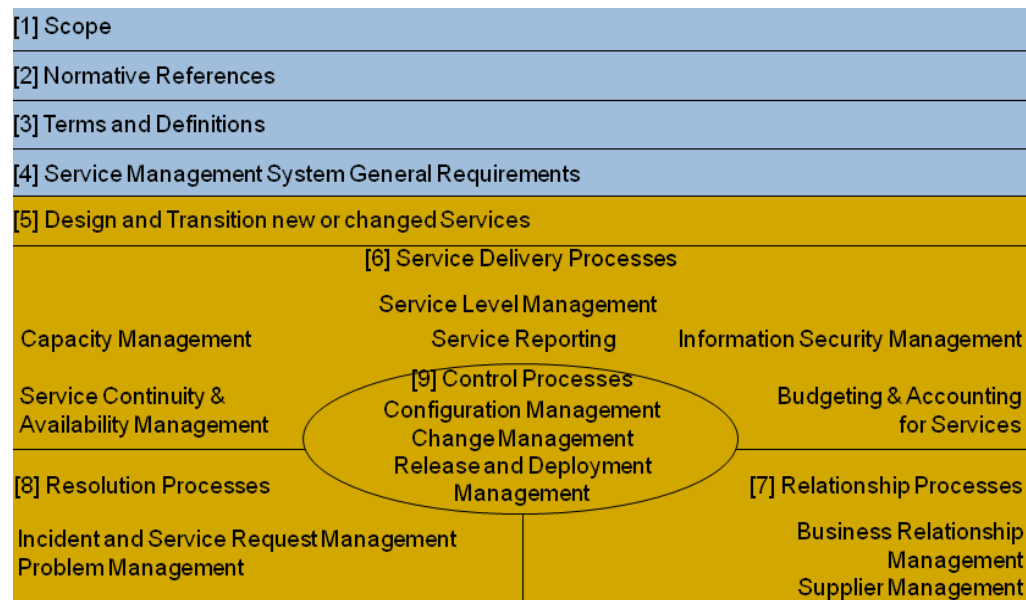 [1] Scope
[2] Normative References
[3] Terms and Definitions
[4] Service Management System General Requirements
[5] Design and Transition new or changed Services
[6] Service Delivery Processes
Service Level Management
Capacity Management
Service Reporting
Information Security Management
Service Continuity &
Availability Management
Budgeting & Accounting
for Services
[9] Control Processes
Configuration Management
Change Management
Release and Deployment
Management
[8] Resolution Processes
Incident and Service Request Management
Problem Management
[7] Relationship Processes
Business Relationship
Management
Supplier Management